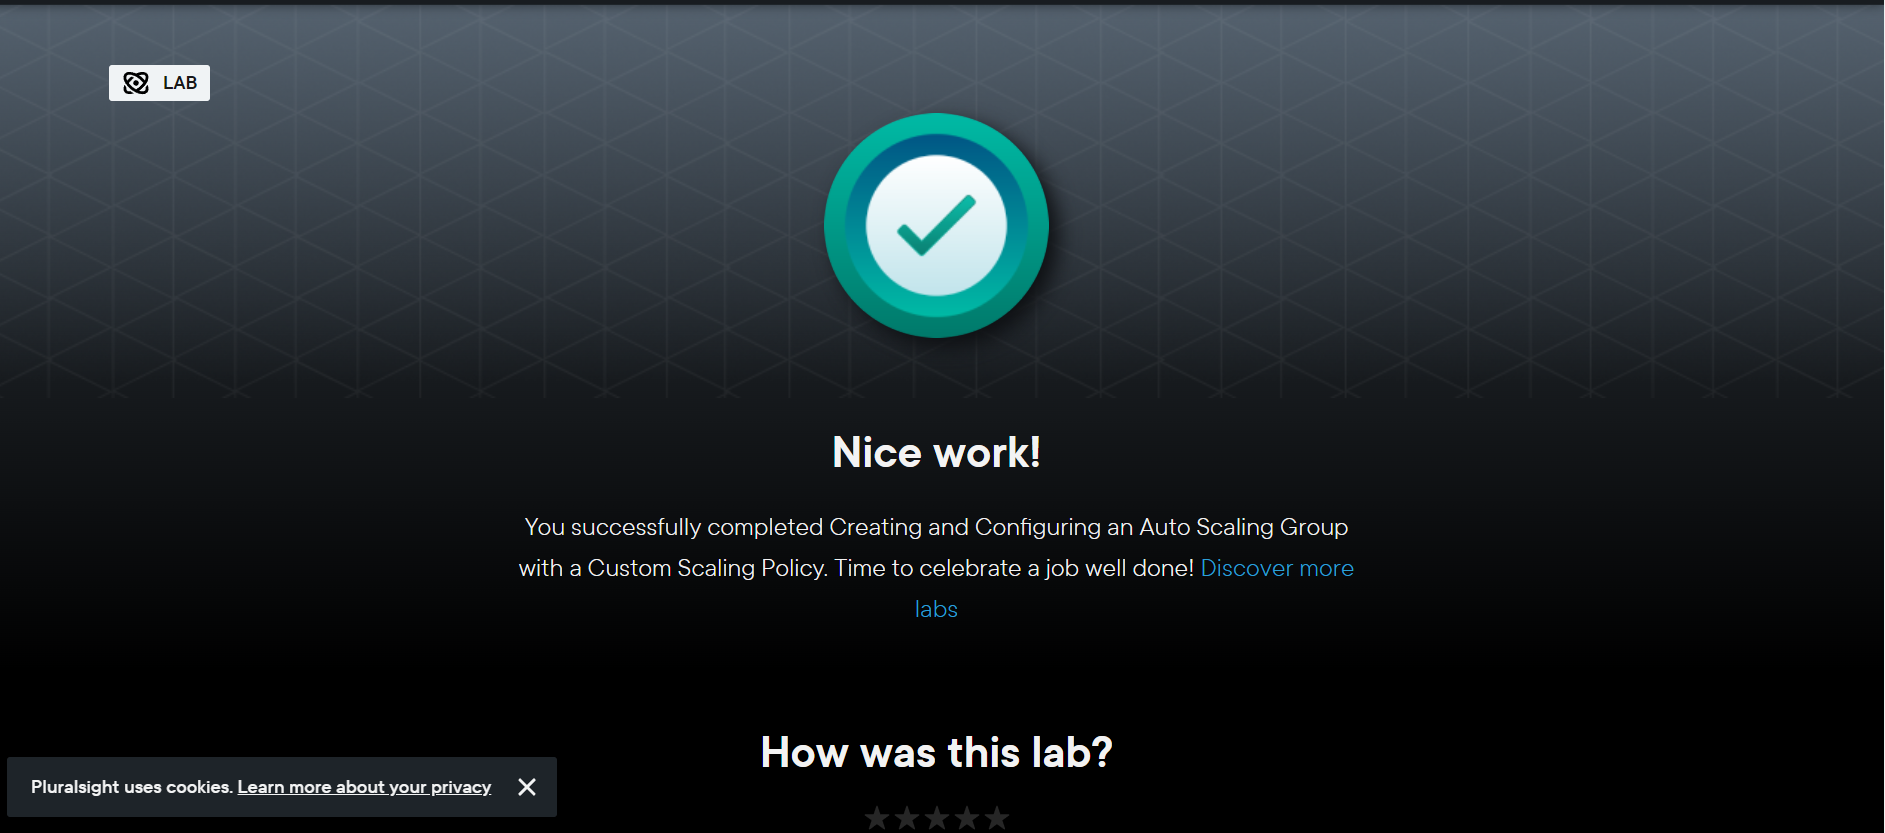 LAB
Nice work!
You successfully completed Creating and Configuring an Auto Scaling Group
with a Custom Scaling Policy. Time to celebrate a job well done! Discover more
labs
How was this lab?
Pluralsight uses cookies. Learn more about your privacy